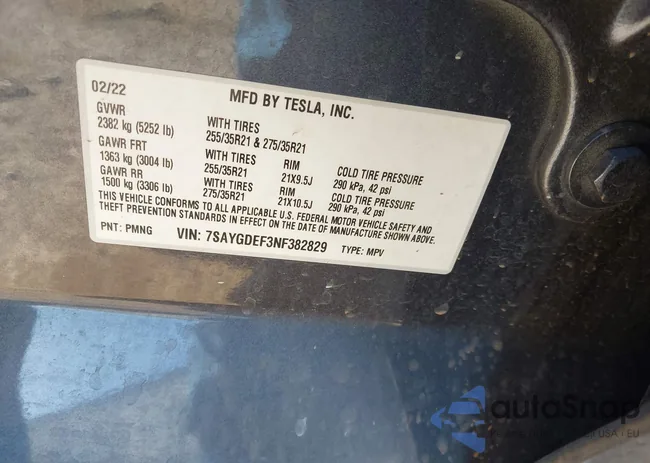 02/22 MFD BY TESLA, INC.
GVWR
2382 kg (5252 lb) WITH TIRES
255/35R21 & 275/35R21
GAWR FRT
1363 kg (3004 lb) WITH TIRES RIM COLD TIRE PRESSURE
255/35R21 21X9.5J 290 kPa, 42 psi
GAWR RR
1500 kg (3306 lb) WITH TIRES RIM COLD TIRE PRESSURE
275/35R21 21X10.5J 290 kPa, 42 psi
THIS VEHICLE CONFORMS TO ALL APPLICABLE U.S. FEDERAL MOTOR VEHICLE SAFETY AND
THEFT PREVENTION STANDARDS IN EFFECT ON THE DATE OF MANUFACTURE SHOWN ABOVE.
PNT: PMNG VIN: 7SAYGDEF3NF382829 TYPE: MPV
autoSnap
USA • EU